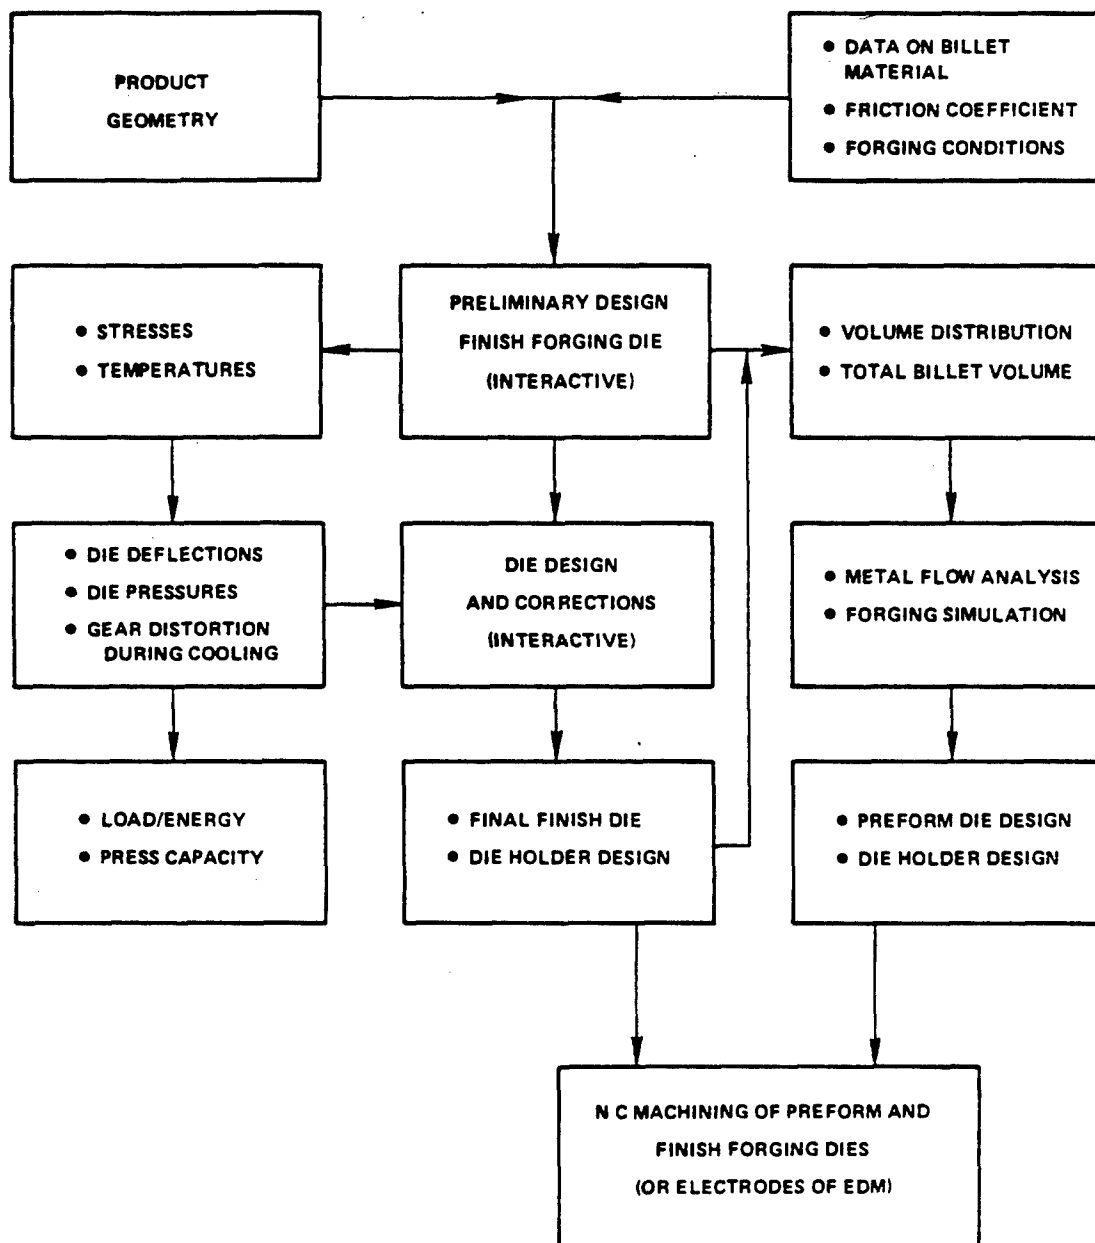 PRODUCT
GEOMETRY
• DATA ON BILLET
MATERIAL
• FRICTION COEFFICIENT
• FORGING CONDITIONS
• STRESSES
• TEMPERATURES
PRELIMINARY DESIGN
FINISH FORGING DIE
(INTERACTIVE)
• VOLUME DISTRIBUTION
• TOTAL BILLET VOLUME
• DIE DEFLECTIONS
• DIE PRESSURES
• GEAR DISTORTION
DURING COOLING
DIE DESIGN
AND CORRECTIONS
(INTERACTIVE)
• METAL FLOW ANALYSIS
• FORGING SIMULATION
• LOAD/ENERGY
• PRESS CAPACITY
• FINAL FINISH DIE
• DIE HOLDER DESIGN
• PREFORM DIE DESIGN
• DIE HOLDER DESIGN
N C MACHINING OF PREFORM AND
FINISH FORGING DIES
(OR ELECTRODES OF EDM)